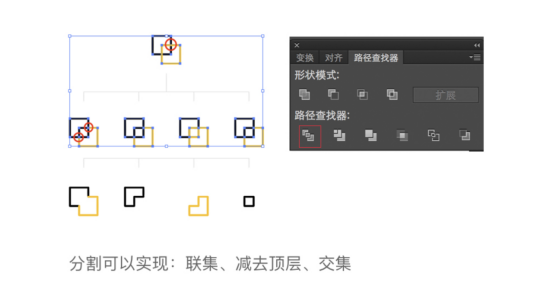 变换 对齐 路径查找器
形状模式:
扩展
路径查找器:
分割可以实现：联集、减去顶层、交集